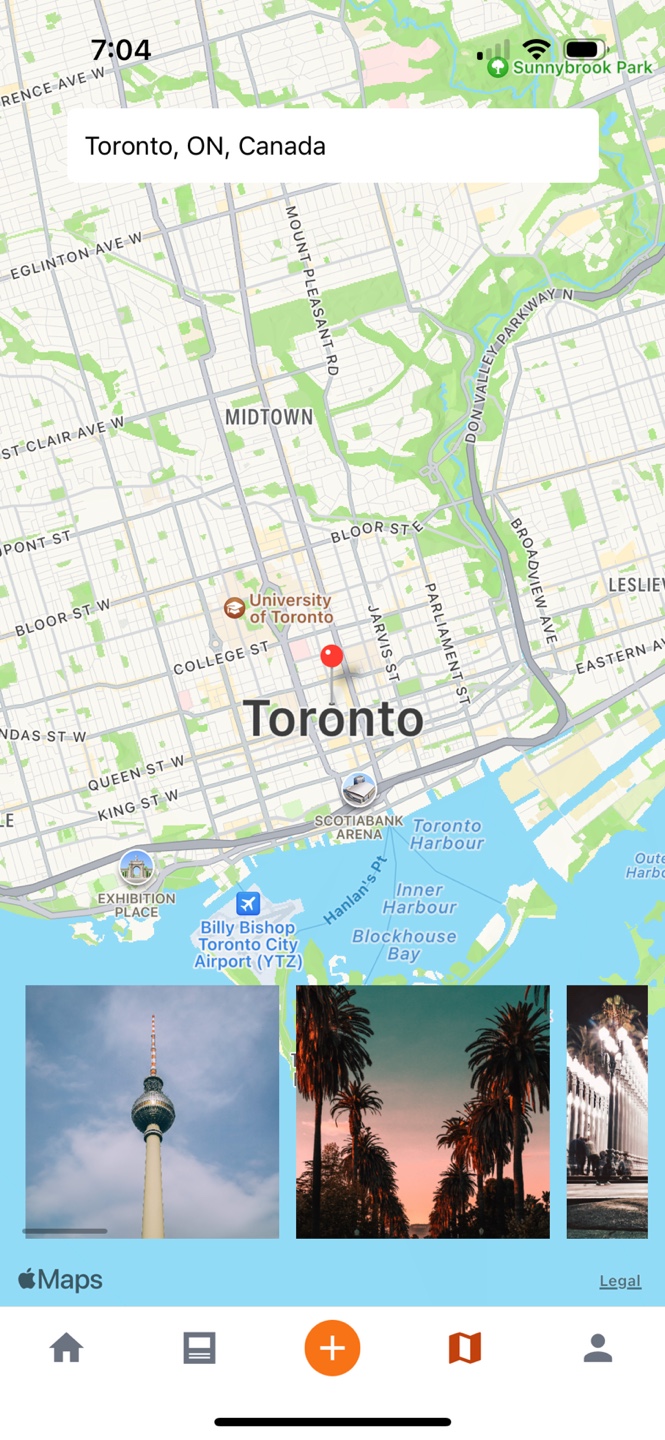 7:04
Sunnybrook Park
RENCE AVE W
Toronto, ON, Canada
EGLINTON AVE W
MOUNT PLEASANT RD
DON VALLEY PARKWAY N
MIDTOWN
ST CLAIR AVE W
BLOOR ST E
UPONT ST
BROADVIEW AVE
LESLIEV
University
of Toronto
PARLIAMENT ST
BLOOR ST W
JARVIS ST
COLLEGE ST
EASTERN AV
Toronto
NDAS ST W
QUEEN ST W
KING ST W
LE
SCOTIABANK
ARENA
Toronto
Harbour
Oute
Harbo
EXHIBITION
PLACE
Hanlan's Pt
Inner
Harbour
Billy Bishop
Toronto City
Airport (YTZ)
Blockhouse
Bay
Maps
Legal